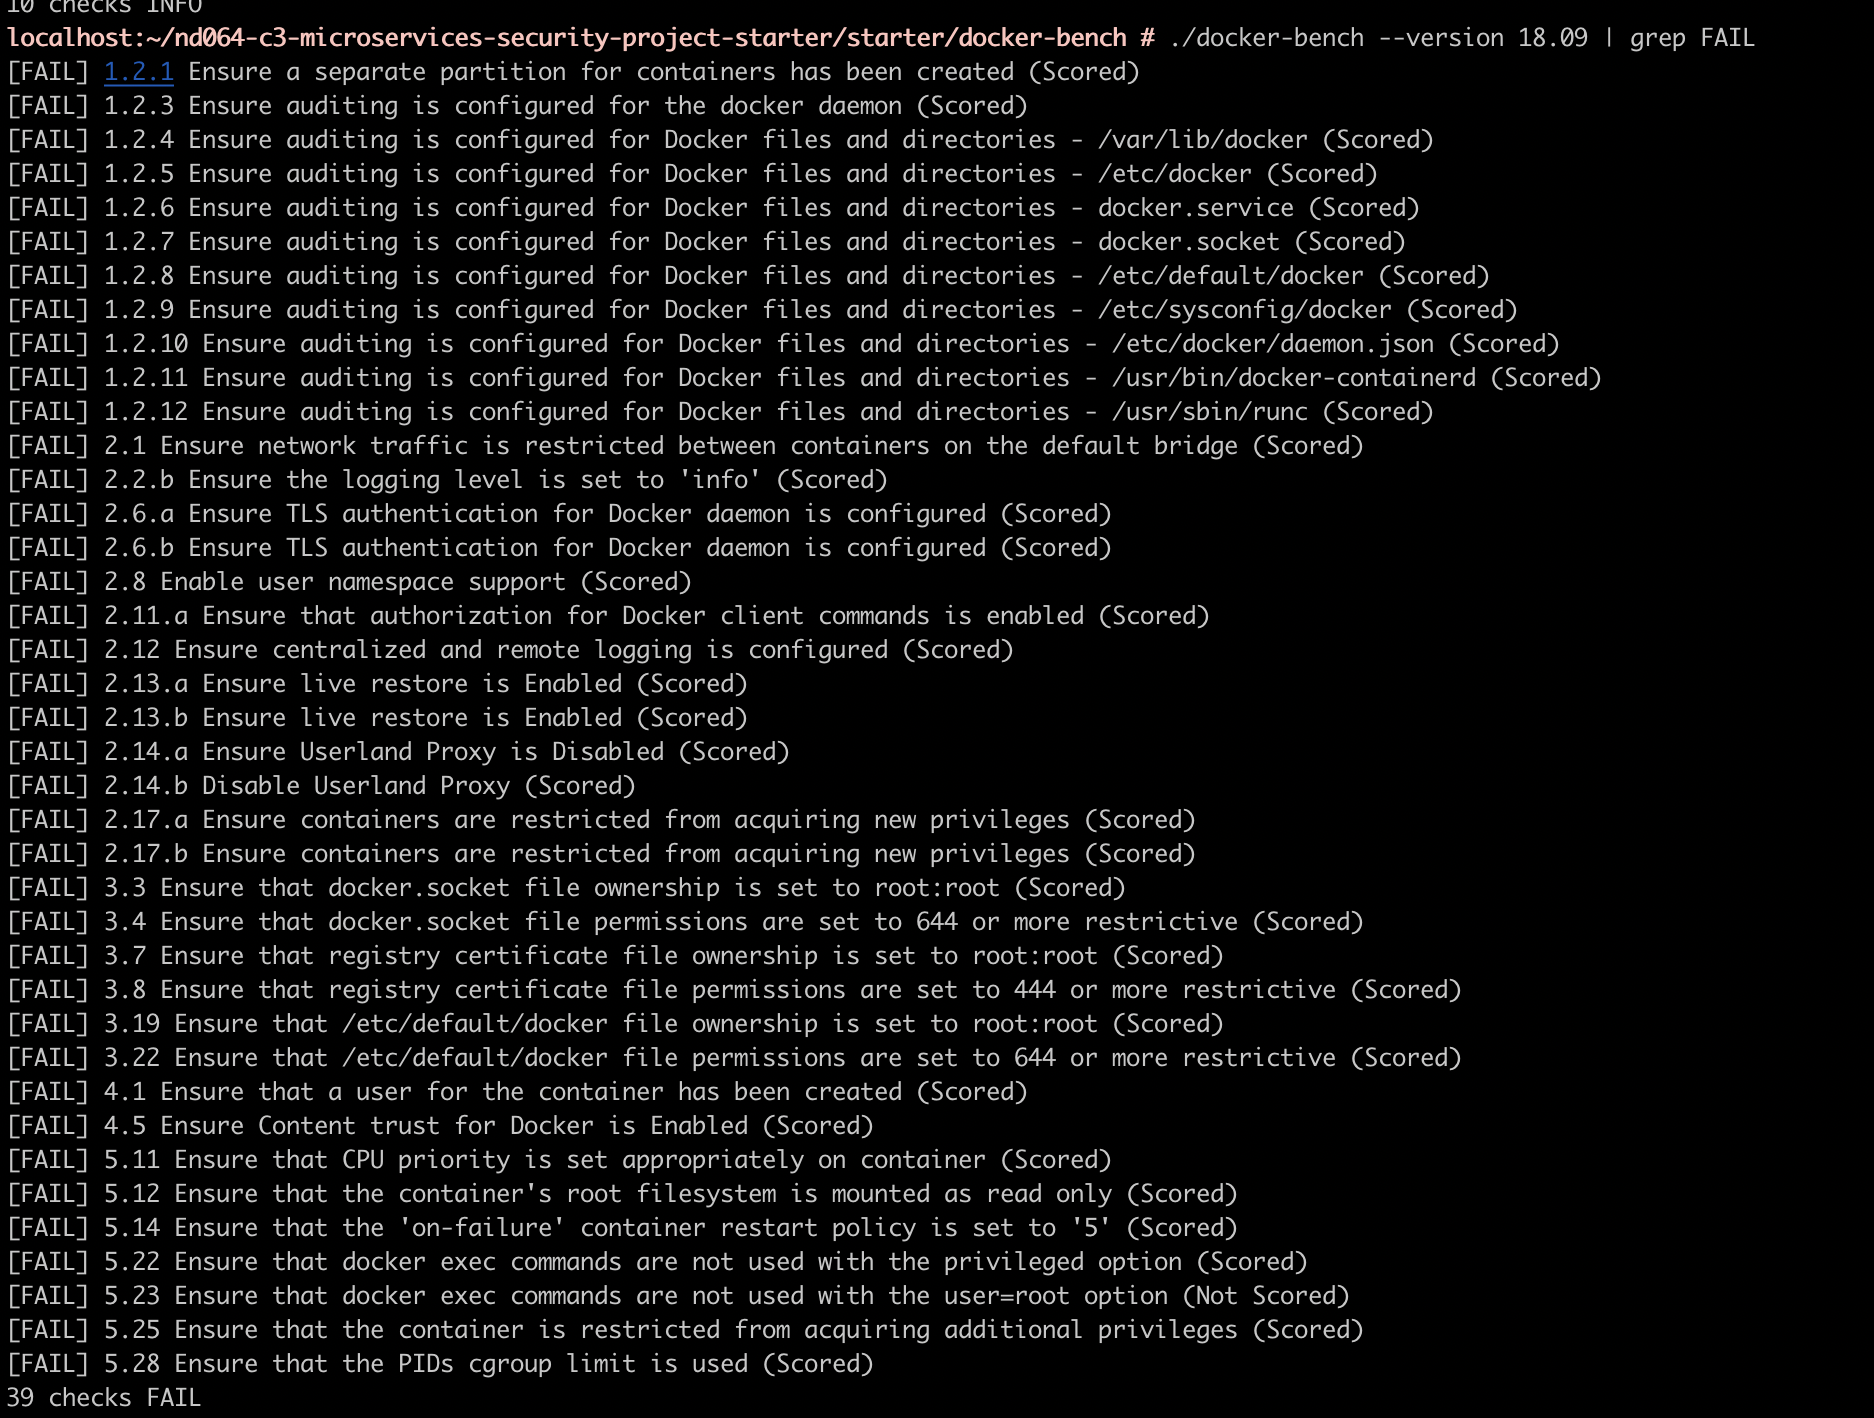 10 checks INFO
localhost:~/nd064-c3-microservices-security-project-starter/starter/docker-bench # ./docker-bench --version 18.09 | grep FAIL
[FAIL] 1.2.1 Ensure a separate partition for containers has been created (Scored)
[FAIL] 1.2.3 Ensure auditing is configured for the docker daemon (Scored)
[FAIL] 1.2.4 Ensure auditing is configured for Docker files and directories - /var/lib/docker (Scored)
[FAIL] 1.2.5 Ensure auditing is configured for Docker files and directories - /etc/docker (Scored)
[FAIL] 1.2.6 Ensure auditing is configured for Docker files and directories - docker.service (Scored)
[FAIL] 1.2.7 Ensure auditing is configured for Docker files and directories - docker.socket (Scored)
[FAIL] 1.2.8 Ensure auditing is configured for Docker files and directories - /etc/default/docker (Scored)
[FAIL] 1.2.9 Ensure auditing is configured for Docker files and directories - /etc/sysconfig/docker (Scored)
[FAIL] 1.2.10 Ensure auditing is configured for Docker files and directories - /etc/docker/daemon.json (Scored)
[FAIL] 1.2.11 Ensure auditing is configured for Docker files and directories - /usr/bin/docker-containerd (Scored)
[FAIL] 1.2.12 Ensure auditing is configured for Docker files and directories - /usr/sbin/runc (Scored)
[FAIL] 2.1 Ensure network traffic is restricted between containers on the default bridge (Scored)
[FAIL] 2.2.b Ensure the logging level is set to 'info' (Scored)
[FAIL] 2.6.a Ensure TLS authentication for Docker daemon is configured (Scored)
[FAIL] 2.6.b Ensure TLS authentication for Docker daemon is configured (Scored)
[FAIL] 2.8 Enable user namespace support (Scored)
[FAIL] 2.11.a Ensure that authorization for Docker client commands is enabled (Scored)
[FAIL] 2.12 Ensure centralized and remote logging is configured (Scored)
[FAIL] 2.13.a Ensure live restore is Enabled (Scored)
[FAIL] 2.13.b Ensure live restore is Enabled (Scored)
[FAIL] 2.14.a Ensure Userland Proxy is Disabled (Scored)
[FAIL] 2.14.b Disable Userland Proxy (Scored)
[FAIL] 2.17.a Ensure containers are restricted from acquiring new privileges (Scored)
[FAIL] 2.17.b Ensure containers are restricted from acquiring new privileges (Scored)
[FAIL] 3.3 Ensure that docker.socket file ownership is set to root:root (Scored)
[FAIL] 3.4 Ensure that docker.socket file permissions are set to 644 or more restrictive (Scored)
[FAIL] 3.7 Ensure that registry certificate file ownership is set to root:root (Scored)
[FAIL] 3.8 Ensure that registry certificate file permissions are set to 444 or more restrictive (Scored)
[FAIL] 3.19 Ensure that /etc/default/docker file ownership is set to root:root (Scored)
[FAIL] 3.22 Ensure that /etc/default/docker file permissions are set to 644 or more restrictive (Scored)
[FAIL] 4.1 Ensure that a user for the container has been created (Scored)
[FAIL] 4.5 Ensure Content trust for Docker is Enabled (Scored)
[FAIL] 5.11 Ensure that CPU priority is set appropriately on container (Scored)
[FAIL] 5.12 Ensure that the container's root filesystem is mounted as read only (Scored)
[FAIL] 5.14 Ensure that the 'on-failure' container restart policy is set to '5' (Scored)
[FAIL] 5.22 Ensure that docker exec commands are not used with the privileged option (Scored)
[FAIL] 5.23 Ensure that docker exec commands are not used with the user=root option (Not Scored)
[FAIL] 5.25 Ensure that the container is restricted from acquiring additional privileges (Scored)
[FAIL] 5.28 Ensure that the PIDs cgroup limit is used (Scored)
39 checks FAIL